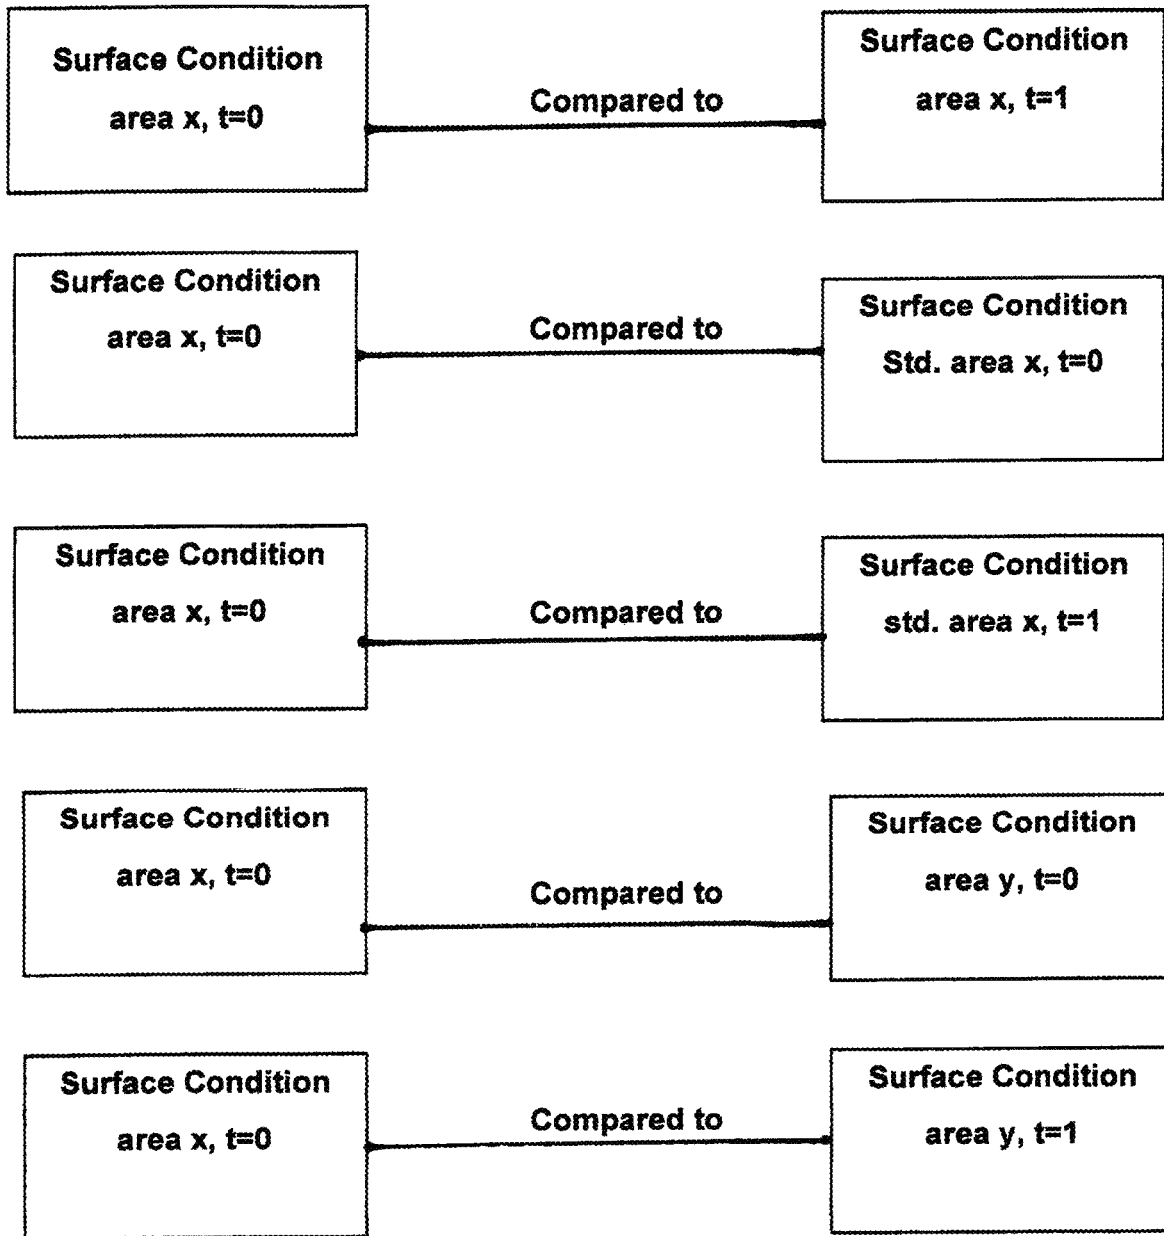 Surface Condition
area x, t=0
Compared to
Surface Condition
area x, t=1
Surface Condition
area x, t=0
Compared to
Surface Condition
Std. area x, t=0
Surface Condition
area x, t=0
Compared to
Surface Condition
std. area x, t=1
Surface Condition
area x, t=0
Compared to
Surface Condition
area y, t=0
Surface Condition
area x, t=0
Compared to
Surface Condition
area y, t=1